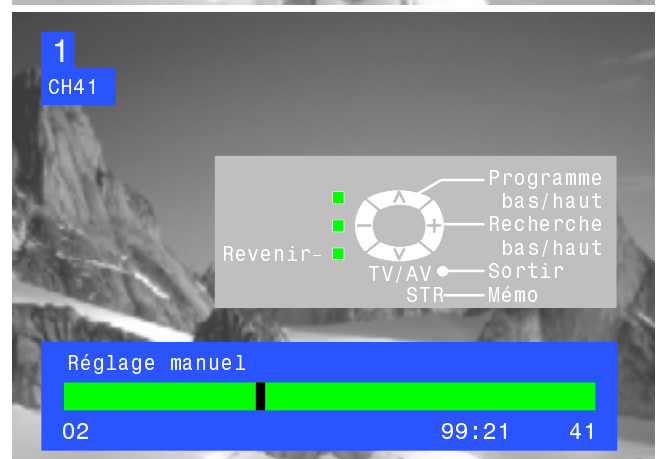 1
CH41
Programme
bas/haut
Recherche
bas/haut
Revenir-
TV/AV Sortir
STR Mémo
Réglage manuel
02 99:21 41